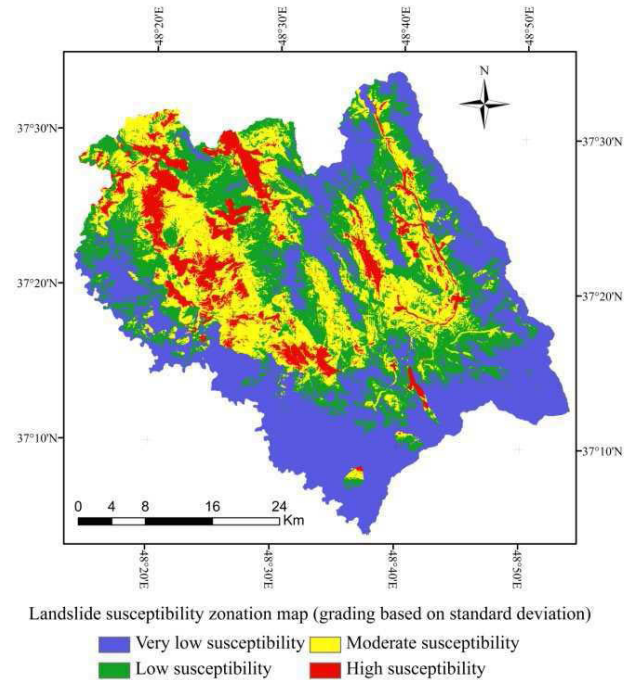 48°20' 48°30' 48°40' 48°50'
N
37°30' 37°30'
37°20' 37°20'
37°10' 37°10'
0 4 8 16 24
Km
48°20' 48°30' 48°40' 48°50'
Landslide susceptibility zonation map (grading based on standard deviation)
Very low susceptibility Moderate susceptibility
Low susceptibility High susceptibility